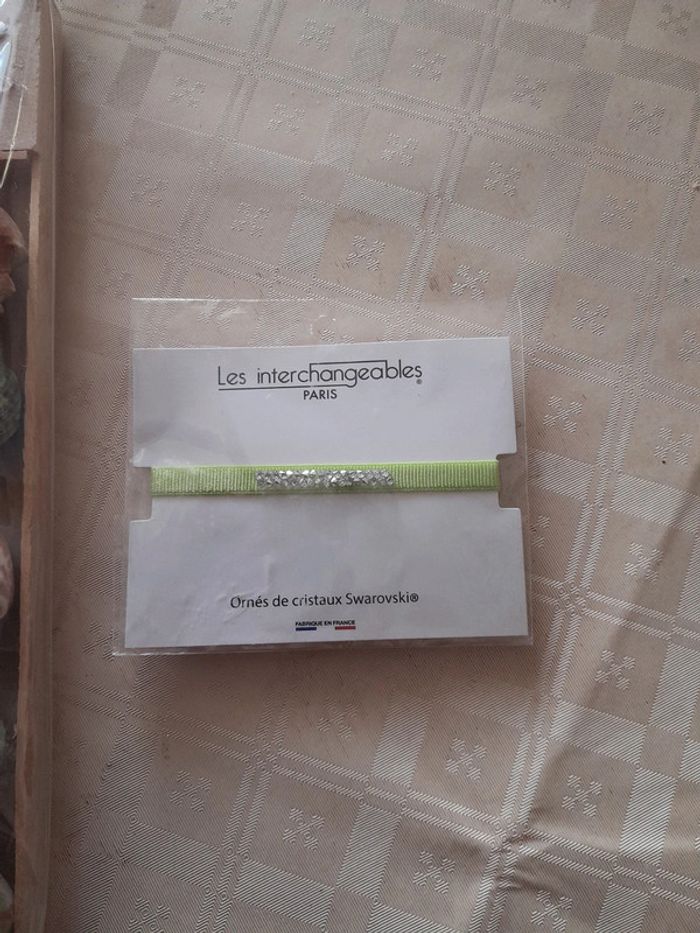 Les interchangeables®
PARIS
Ornés de cristaux Swarovski®
FABRIQUE EN FRANCE